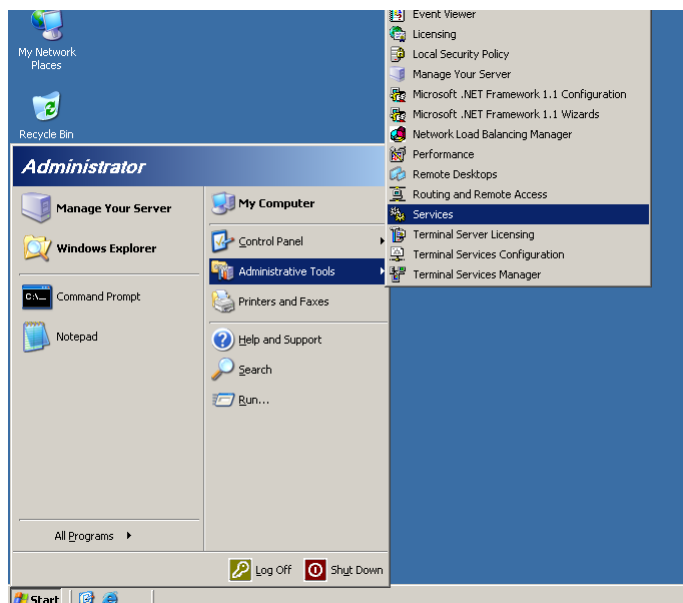 My Network
Places
Recycle Bin
Event Viewer
Licensing
Local Security Policy
Manage Your Server
Microsoft .NET Framework 1.1 Configuration
Microsoft .NET Framework 1.1 Wizards
Network Load Balancing Manager
Performance
Remote Desktops
Routing and Remote Access
Services
Terminal Server Licensing
Terminal Services Configuration
Terminal Services Manager
Administrator
Manage Your Server
Windows Explorer
C:\_
Command Prompt
Notepad
All Programs
My Computer
Control Panel
Administrative Tools
Printers and Faxes
Help and Support
Search
Run...
Log Off
Shut Down
Start